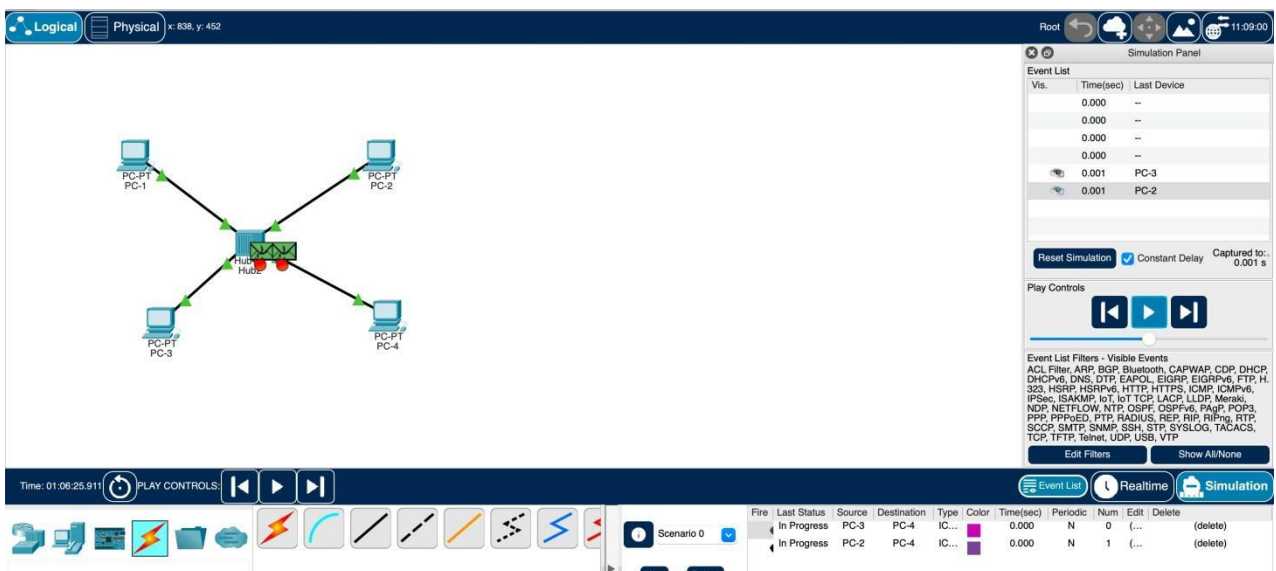 Logical Physical x: 838, y: 452 Root 11:09:00
Simulation Panel
Event List
Vis. Time(sec) Last Device
0.000 --
0.000 --
0.000 --
0.000 --
0.001 PC-3
0.001 PC-2
PC-PT
PC-1
PC-PT
PC-2
Hub
Hub2
PC-PT
PC-3
PC-PT
PC-4
Reset Simulation Constant Delay Captured to:.
0.001 s
Play Controls
Event List Filters - Visible Events
ACL Filter, ARP, BGP, Bluetooth, CAPWAP, CDP, DHCP,
DHCPv6, DNS, DTP, EAPOL, EIGRP, EIGRPv6, FTP, H.
323, HSRP, HSRPv6, HTTP, HTTPS, ICMP, ICMPv6,
IPSec, ISAKMP, IoT, IoT TCP, LACP, LLDP, Meraki,
NDP, NETFLOW, NTP, OSPF, OSPFv6, PAgP, POP3,
PPP, PPPoED, PTP, RADIUS, REP, RIP, RIPng, RTP,
SCCP, SMTP, SNMP, SSH, STP, SYSLOG, TACACS,
TCP, TFTP, Telnet, UDP, USB, VTP
Edit Filters Show All/None
Time: 01:06:25.911 PLAY CONTROLS: Event List Realtime Simulation
Scenario 0
Fire Last Status Source Destination Type Color Time(sec) Periodic Num Edit Delete
In Progress PC-3 PC-4 IC... 0.000 N 0 (... (delete)
In Progress PC-2 PC-4 IC... 0.000 N 1 (... (delete)